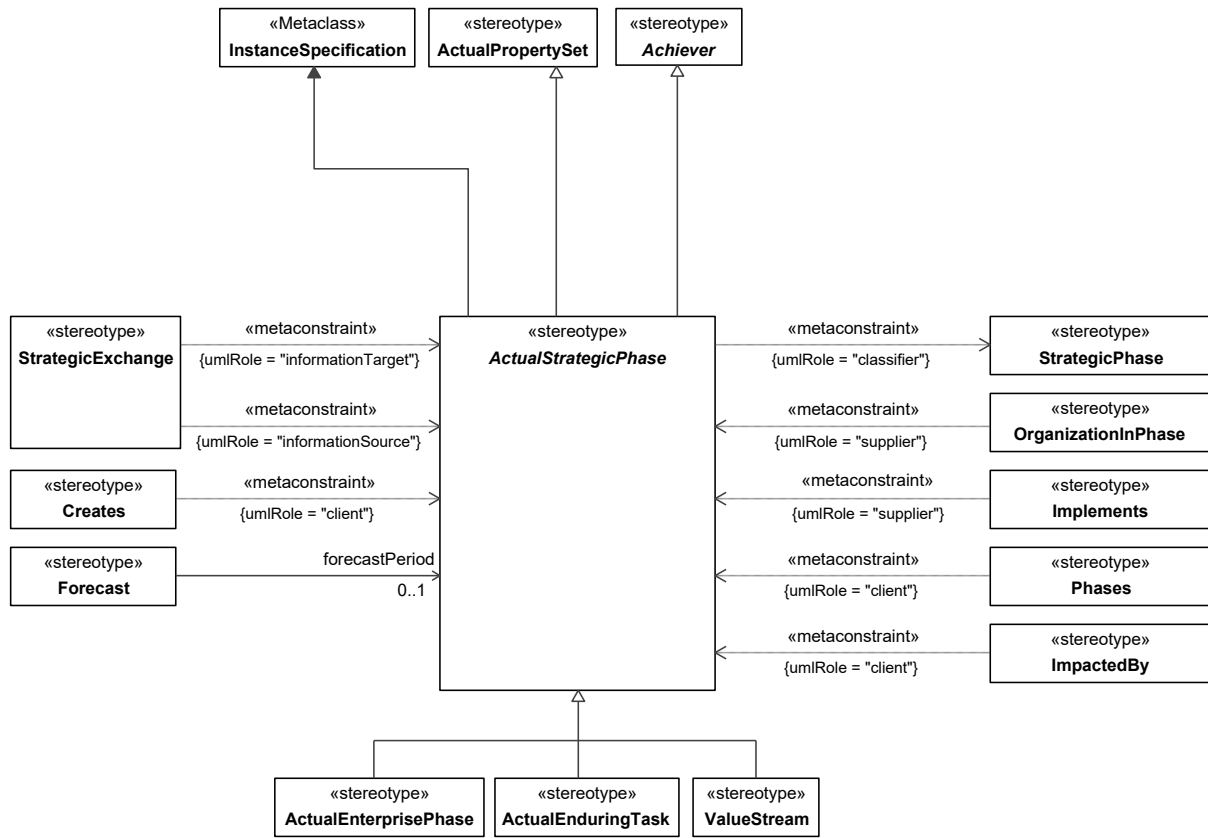 «Metaclass»
InstanceSpecification
«stereotype»
ActualPropertySet
«stereotype»
Achiever
«stereotype»
StrategicExchange
«metaconstraint»
{umlRole = "informationTarget"}
«metaconstraint»
{umlRole = "informationSource"}
«stereotype»
Creates
«metaconstraint»
{umlRole = "client"}
«stereotype»
Forecast
forecastPeriod
0..1
«stereotype»
ActualStrategicPhase
«metaconstraint»
{umlRole = "classifier"}
«stereotype»
StrategicPhase
«metaconstraint»
{umlRole = "supplier"}
«stereotype»
OrganizationInPhase
«metaconstraint»
{umlRole = "supplier"}
«stereotype»
Implements
«metaconstraint»
{umlRole = "client"}
«stereotype»
Phases
«metaconstraint»
{umlRole = "client"}
«stereotype»
ImpactedBy
«stereotype»
ActualEnterprisePhase
«stereotype»
ActualEnduringTask
«stereotype»
ValueStream